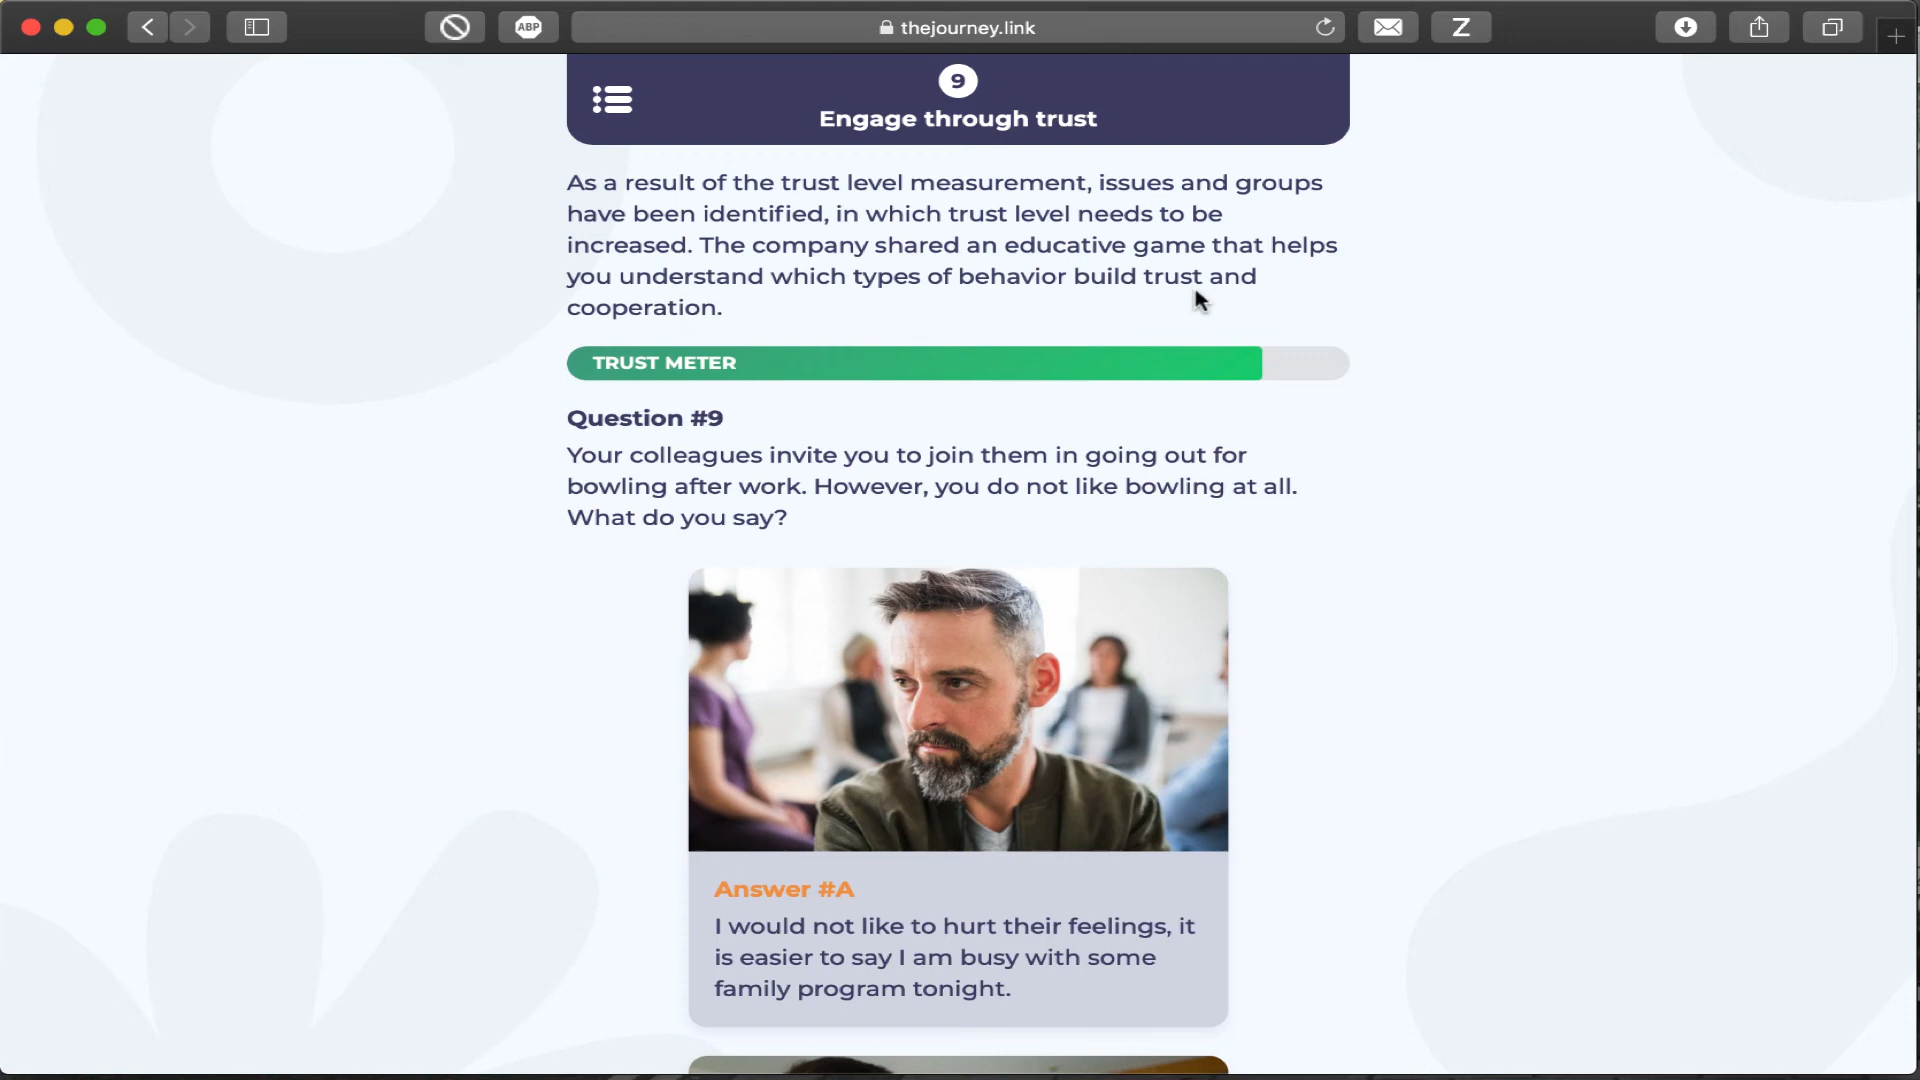 ABP
thejourney.link
Z
9
Engage through trust
As a result of the trust level measurement, issues and groups
have been identified, in which trust level needs to be
increased. The company shared an educative game that helps
you understand which types of behavior build trust and
cooperation.
TRUST METER
Question #9
Your colleagues invite you to join them in going out for
bowling after work. However, you do not like bowling at all.
What do you say?
Answer #A
I would not like to hurt their feelings, it
is easier to say I am busy with some
family program tonight.